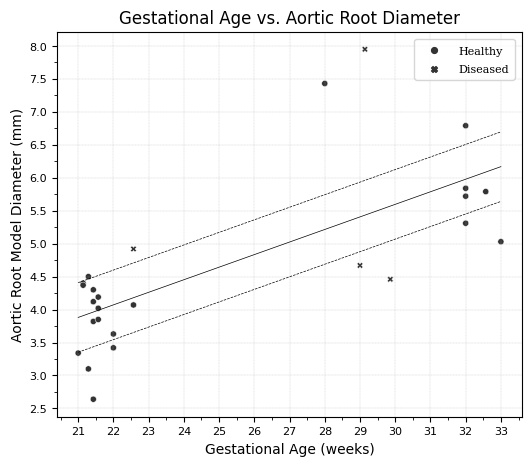 Gestational Age vs. Aortic Root Diameter
Healthy
Diseased
Aortic Root Model Diameter (mm)
8.0
7.5
7.0
6.5
6.0
5.5
5.0
4.5
4.0
3.5
3.0
2.5
21 22 23 24 25 26 27 28 29 30 31 32 33
Gestational Age (weeks)